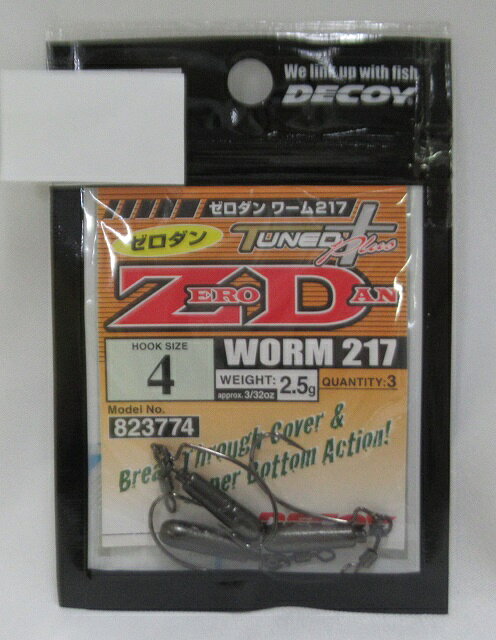 We link up with fish
DECOY
ゼロダン ワーム217
ゼロダン
TUNED+ Plus
ZERO DAN
HOOK SIZE
4
WORM 217
WEIGHT: 2.5g QUANTITY:3
approx. 3/32oz
Model No.
823774
Through Cover &
Bottom Action!
DECOY